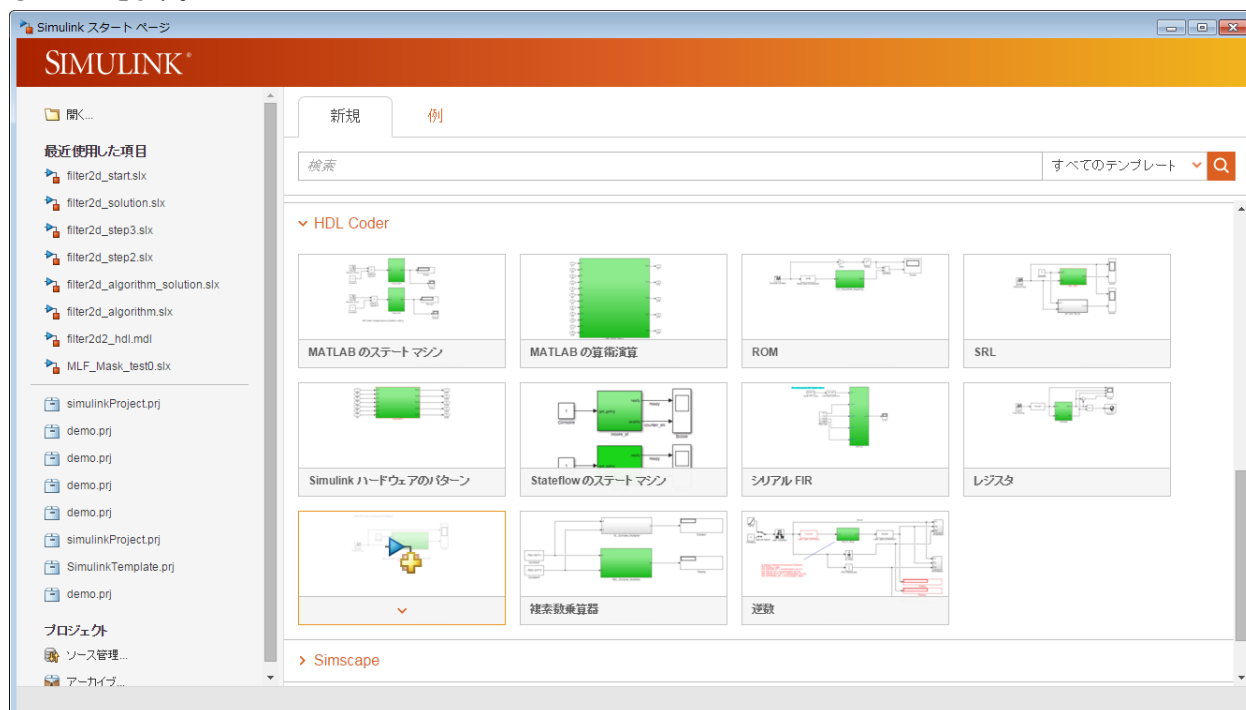 Simulink スタート ページ
SIMULINK®
開く...
最近使用した項目
filter2d_start.slx
filter2d_solution.slx
filter2d_step3.slx
filter2d_step2.slx
filter2d_algorithm_solution.slx
filter2d_algorithm.slx
filter2d2_hdl.mdl
MLF_Mask_test0.slx
simulinkProject.prj
demo.prj
demo.prj
demo.prj
demo.prj
simulinkProject.prj
SimulinkTemplate.prj
demo.prj
プロジェクト
ソース管理...
アーカイブ...
新規
例
検索
すべてのテンプレート
HDL Coder
MATLAB のステート マシン
MATLAB の算術演算
ROM
SRL
Simulink ハードウェアのパターン
Stateflow のステート マシン
シリアル FIR
レジスタ
複素数乗算器
逆数
Simscape